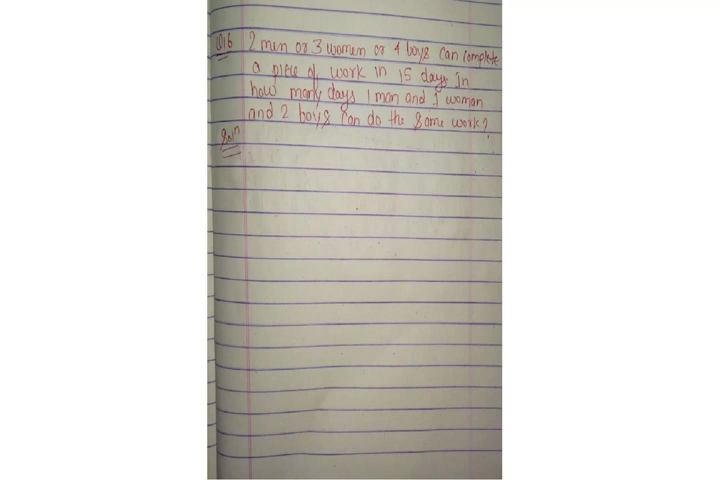 Q16 2 men or 3 women or 4 boys can complete
a piece of work in 15 days in
how many days 1 man and 1 woman
and 2 boys can do the same work?
Soln